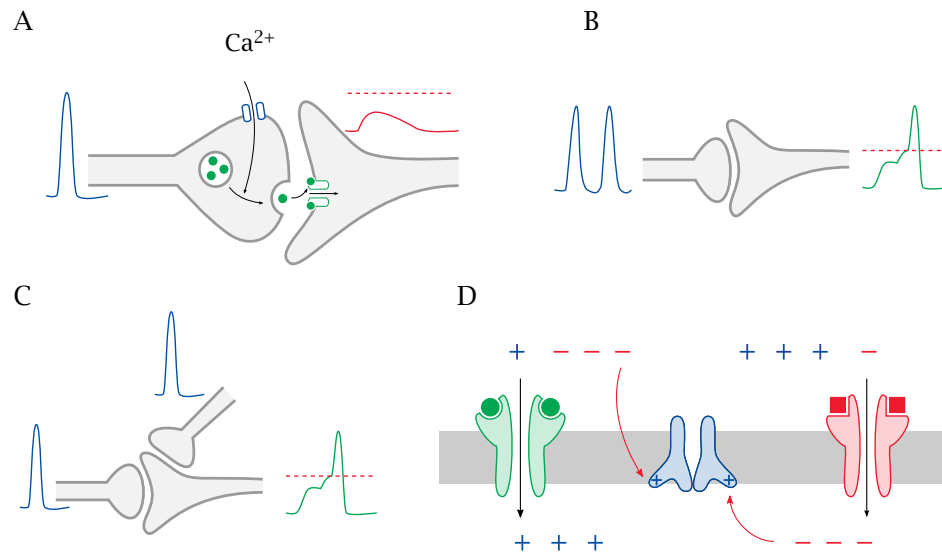 A
B
Ca²⁺
C
D
+ − − −
+ + + −
+ +
+ + +
− − −